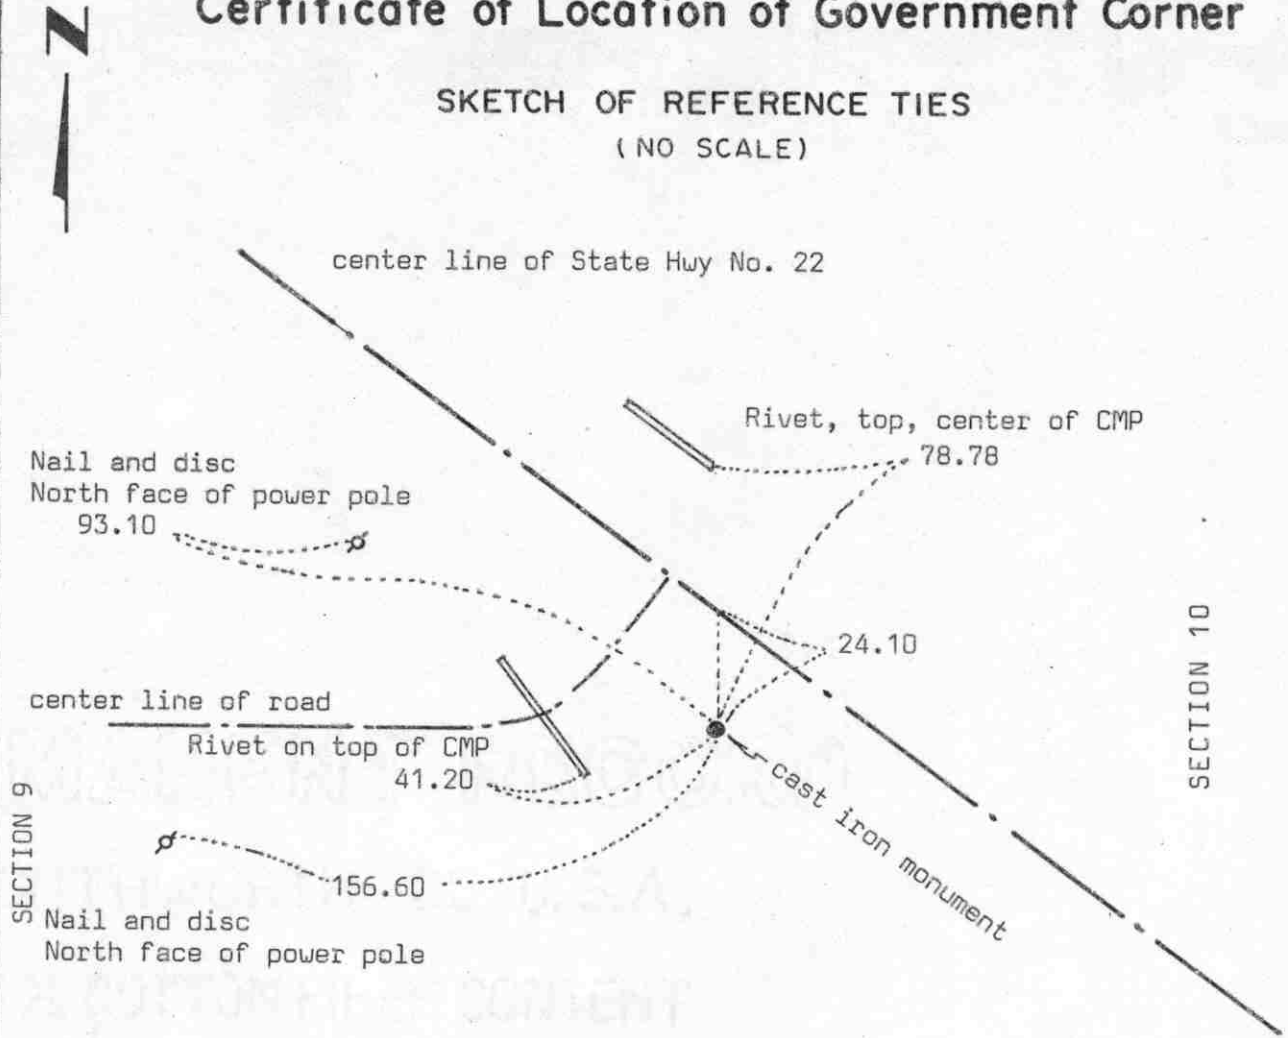 Certificate of Location of Government Corner
N
SKETCH OF REFERENCE TIES
(NO SCALE)
center line of State Hwy No. 22
Rivet, top, center of CMP
78.78
Nail and disc
North face of power pole
93.10
24.10
SECTION 10
center line of road
Rivet on top of CMP
41.20
cast iron monument
SECTION 9
156.60
Nail and disc
North face of power pole